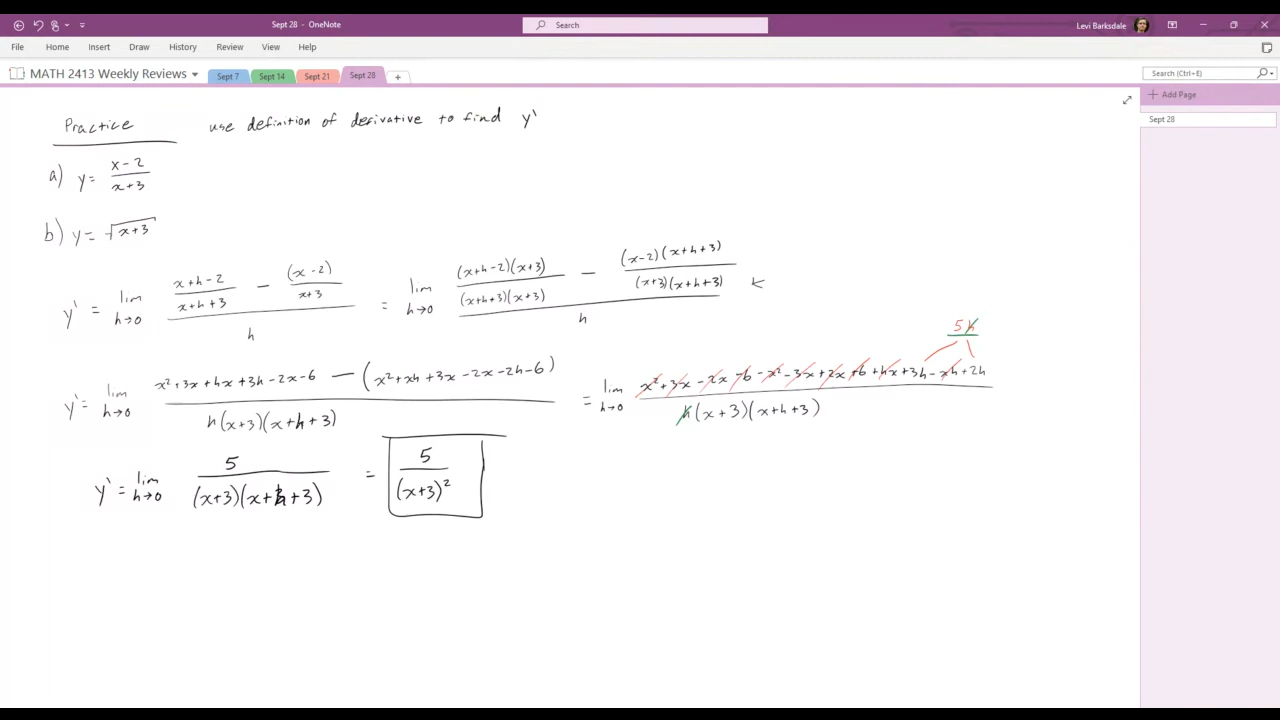 Sept 28 - OneNote
Search
Levi Barksdale
File Home Insert Draw History Review View Help
MATH 2413 Weekly Reviews Sept 7 Sept 14 Sept 21 Sept 28 +
Search (Ctrl+E)
Add Page
Sept 28
Practice use definition of derivative to find y'
a) y = (x-2)/(x+3)
b) y = √(x+3)
y' = lim h→0 ((x+h-2)/(x+h+3) - (x-2)/(x+3))/h = lim h→0 (((x+h-2)(x+3))/((x+h+3)(x+3)) - ((x-2)(x+h+3))/((x+3)(x+h+3)))/h
5h
y' = lim h→0 (x²+3x+hx+3h-2x-6 - (x²+xh+3x-2x-2h-6))/(h(x+3)(x+h+3)) = lim h→0 (x²+3x-2x-6-x²-3x+2x+6+hx+3h-xh+2h)/(h(x+3)(x+h+3))
y' = lim h→0 5/((x+3)(x+h+3)) = 5/(x+3)²